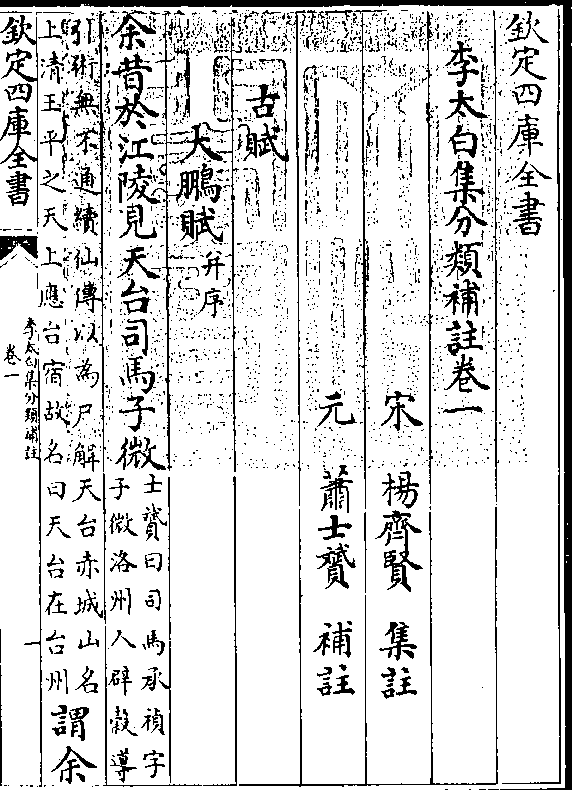 欽定四庫全書
李太白集分類補註卷一
宋 楊齊賢 集註
元 蕭士贇 補註
古賦
大鵬賦并序
余昔於江陵見天台司馬子微士贇曰司馬承禎字
子微洛州人辟穀導
引術無不通續仙傳以為尸解天台赤城山名
上清王平之天上應台宿故名曰天台在台州謂余
欽定四庫全書
李太白集分類補註
卷一
一